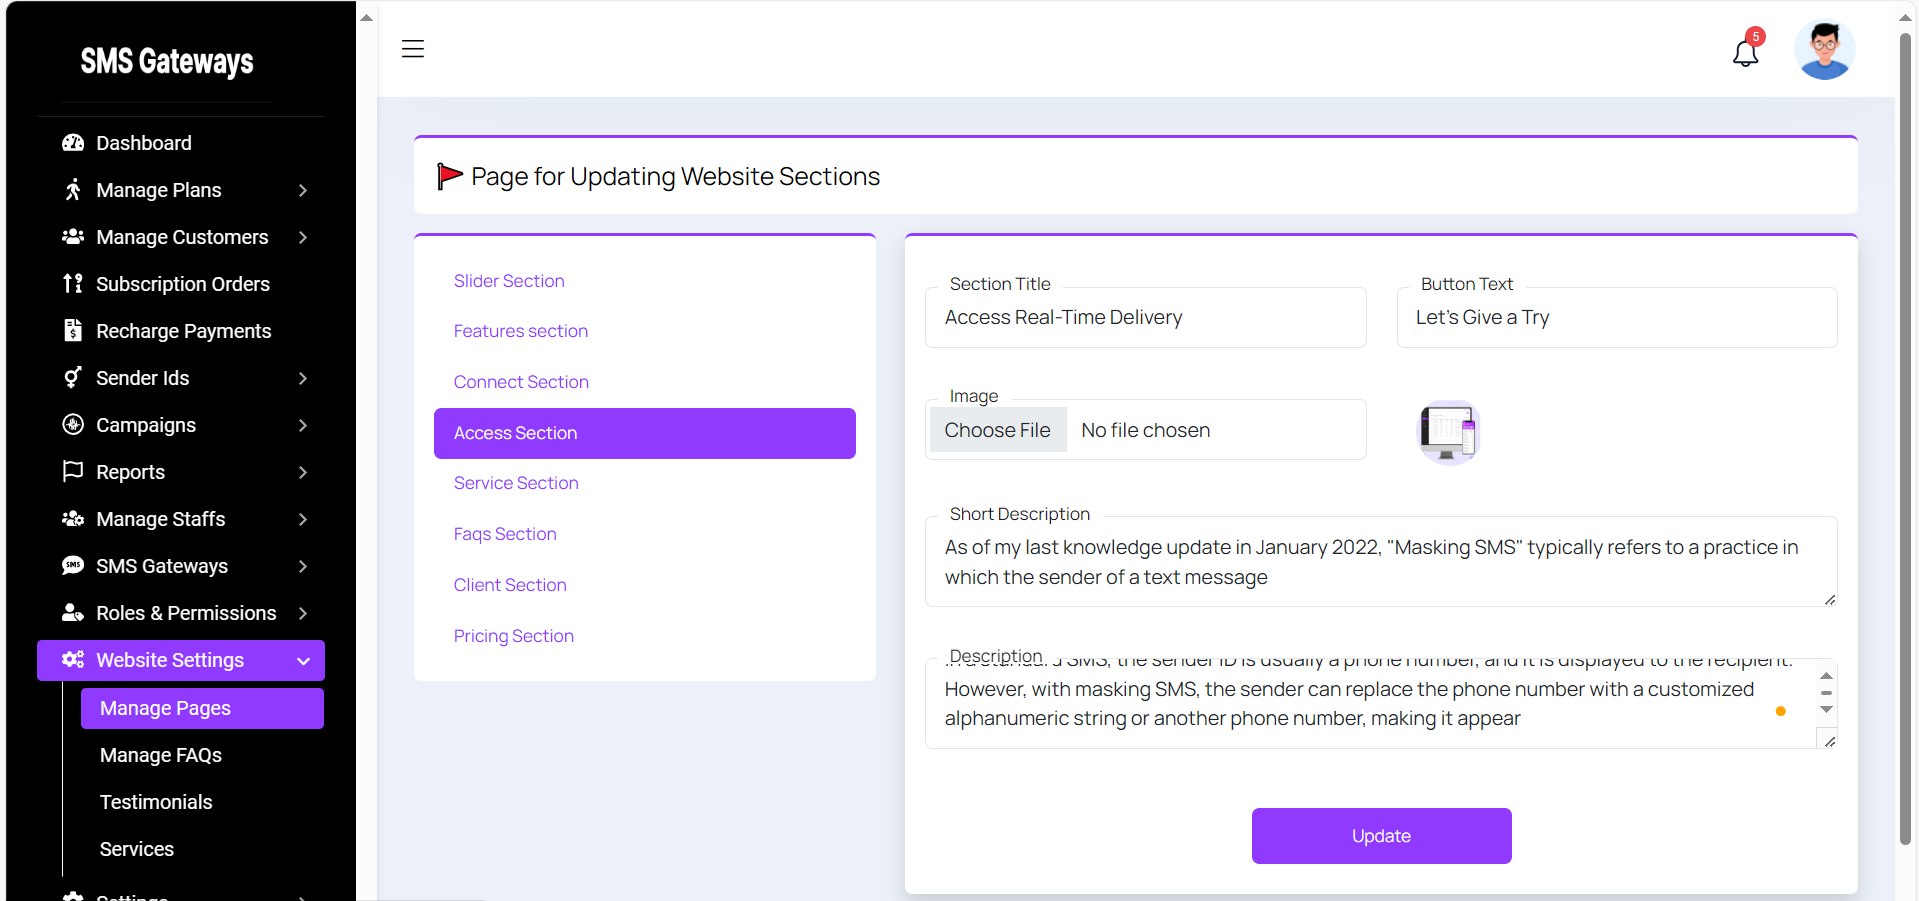 SMS Gateways
5
Dashboard
Manage Plans
Manage Customers
Subscription Orders
Recharge Payments
Sender Ids
Campaigns
Reports
Manage Staffs
SMS
SMS Gateways
Roles & Permissions
Website Settings
Manage Pages
Manage FAQs
Testimonials
Services
Settings
Page for Updating Website Sections
Slider Section
Features section
Connect Section
Access Section
Service Section
Faqs Section
Client Section
Pricing Section
Section Title
Access Real-Time Delivery
Button Text
Let's Give a Try
Image
Choose File
No file chosen
Short Description
As of my last knowledge update in January 2022, "Masking SMS" typically refers to a practice in
which the sender of a text message
Description
SMS, the sender ID is usually a phone number, and it is displayed to the recipient.
However, with masking SMS, the sender can replace the phone number with a customized
alphanumeric string or another phone number, making it appear
Update